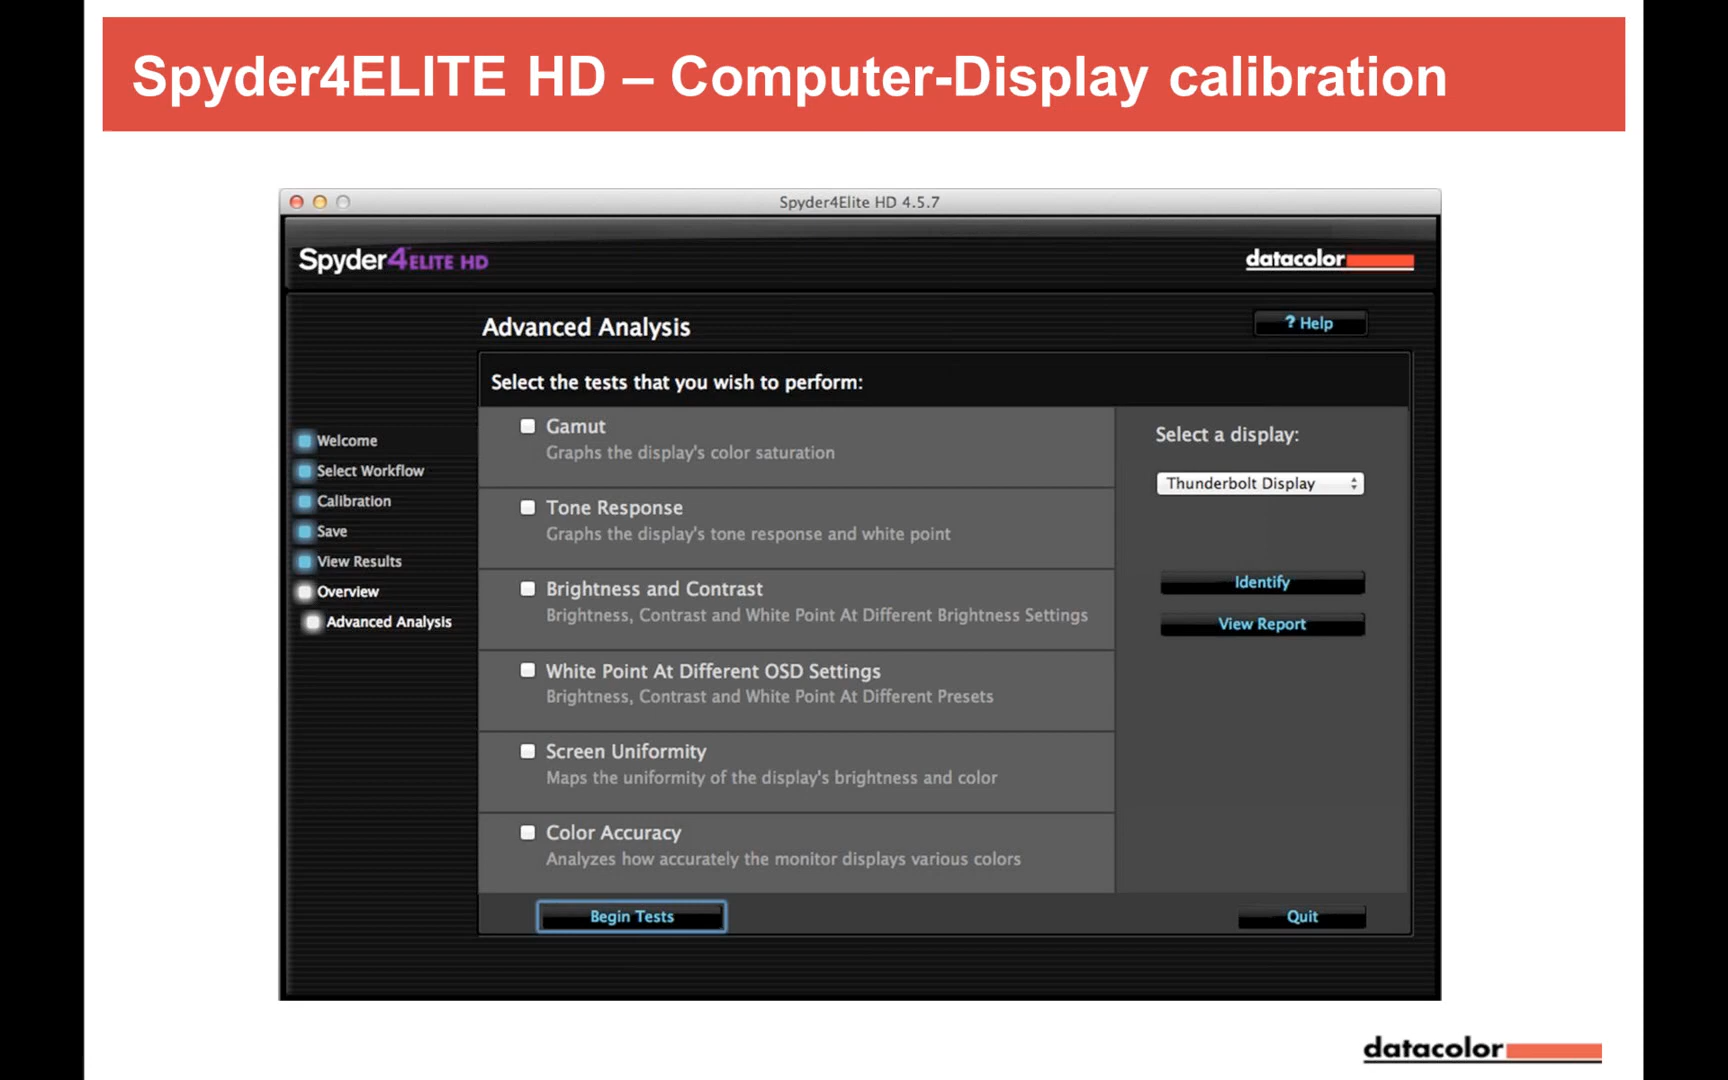 Spyder4ELITE HD – Computer-Display calibration
Spyder4Elite HD 4.5.7
Spyder4ELITE HD
datacolor
Advanced Analysis
? Help
Select the tests that you wish to perform:
Welcome
Select Workflow
Calibration
Save
View Results
Overview
Advanced Analysis
Gamut
Graphs the display's color saturation
Tone Response
Graphs the display's tone response and white point
Brightness and Contrast
Brightness, Contrast and White Point At Different Brightness Settings
White Point At Different OSD Settings
Brightness, Contrast and White Point At Different Presets
Screen Uniformity
Maps the uniformity of the display's brightness and color
Color Accuracy
Analyzes how accurately the monitor displays various colors
Select a display:
Thunderbolt Display
Identify
View Report
Begin Tests
Quit
datacolor